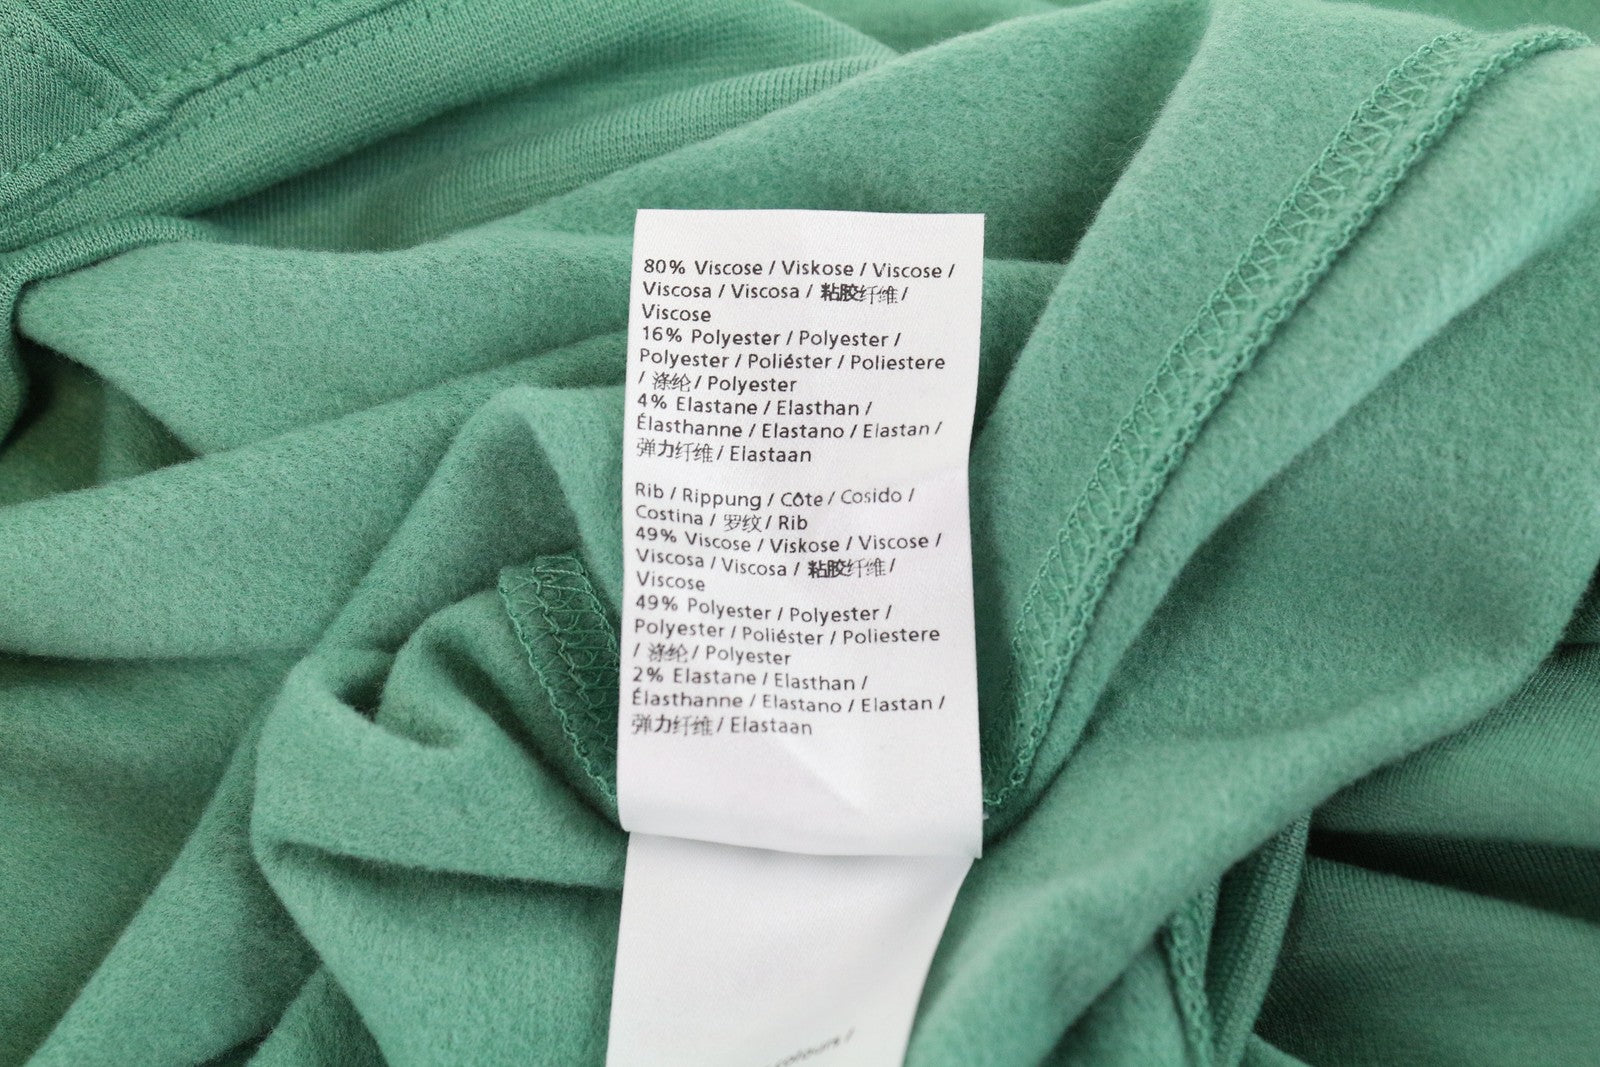 80% Viscose / Viskose / Viscose /
Viscosa / Viscosa / 粘胶纤维 /
Viscose
16% Polyester / Polyester /
Polyester / Poliéster / Poliestere
/ 涤纶 / Polyester
4% Elastane / Elasthan /
Élasthanne / Elastano / Elastan /
弹力纤维 / Elastaan
Rib / Rippung / Côte / Cosido /
Costina / 罗纹 / Rib
49% Viscose / Viskose / Viscose /
Viscosa / Viscosa / 粘胶纤维 /
Viscose
49% Polyester / Polyester /
Polyester / Poliéster / Poliestere
/ 涤纶 / Polyester
2% Elastane / Elasthan /
Élasthanne / Elastano / Elastan /
弹力纤维 / Elastaan
colours /